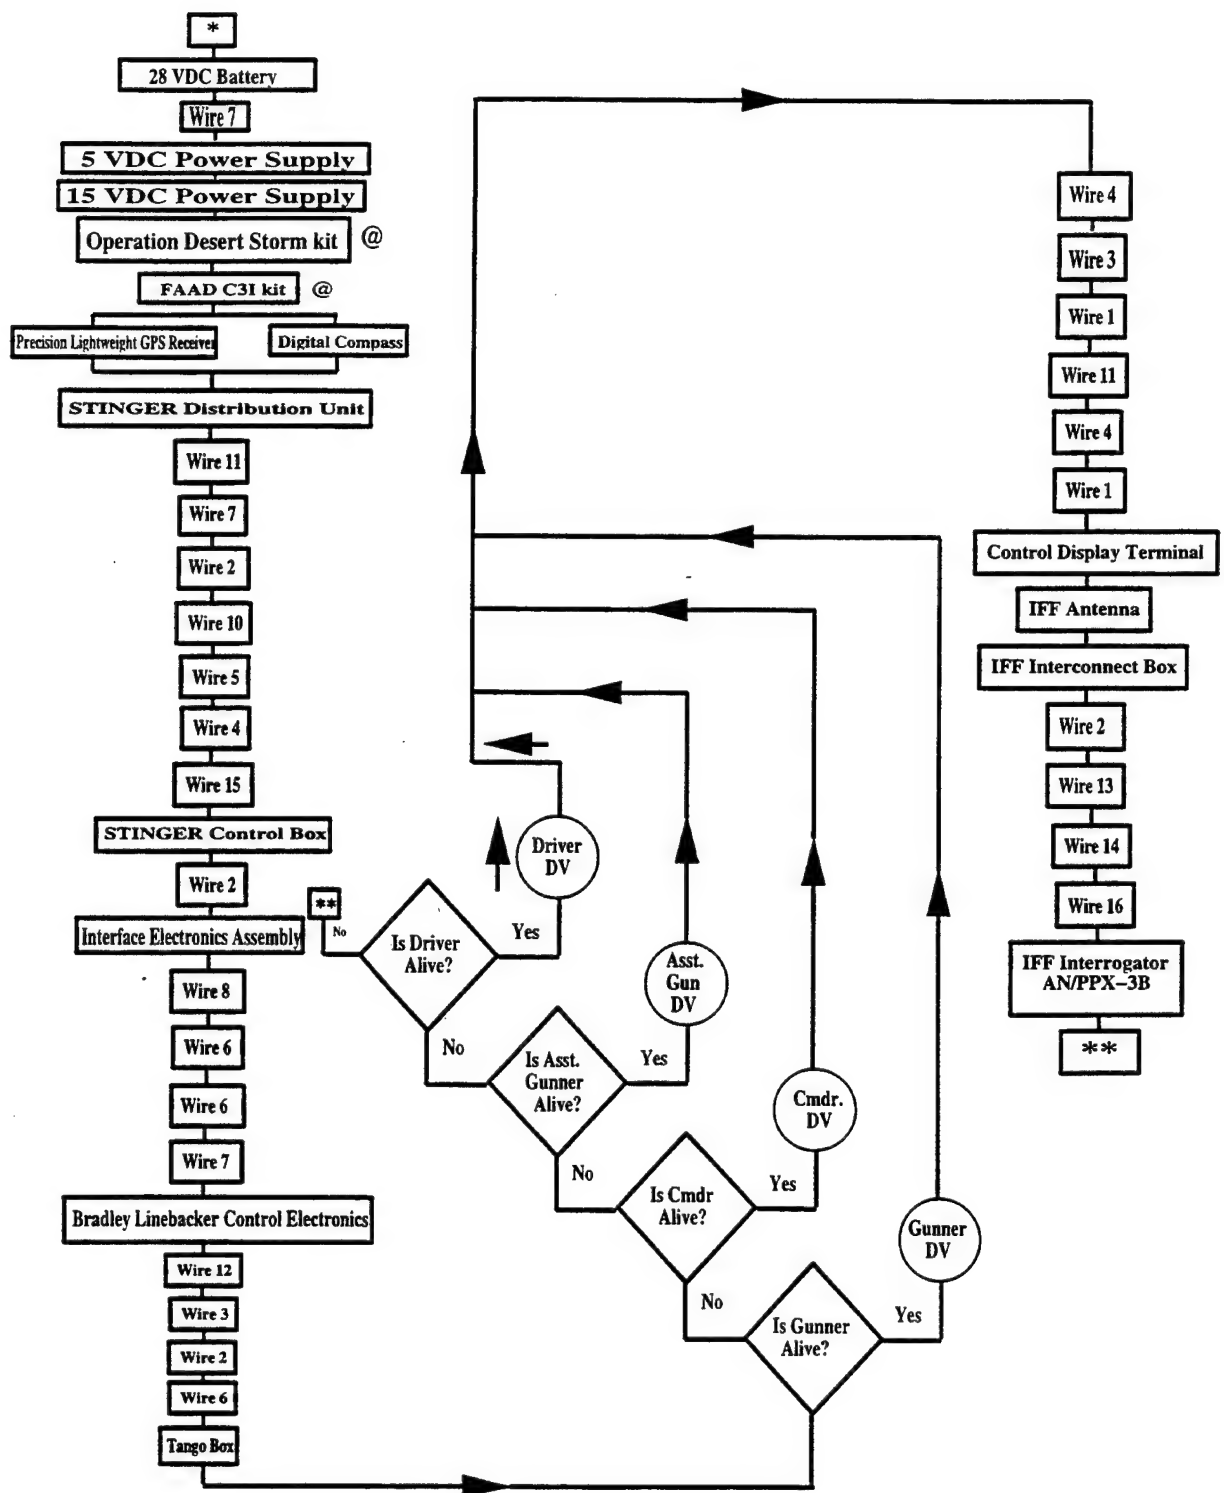 *
28 VDC Battery
Wire 7
5 VDC Power Supply
15 VDC Power Supply
Operation Desert Storm kit @
FAAD C3I kit @
Precision Lightweight GPS Receiver
Digital Compass
STINGER Distribution Unit
Wire 11
Wire 7
Wire 2
Wire 10
Wire 5
Wire 4
Wire 15
STINGER Control Box
Wire 2
Interface Electronics Assembly
Wire 8
Wire 6
Wire 6
Wire 7
Bradley Linebacker Control Electronics
Wire 12
Wire 3
Wire 2
Wire 6
Tango Box
**
No
Is Driver
Alive?
Yes
Driver
DV
No
Is Asst.
Gunner
Alive?
Yes
Asst.
Gun
DV
No
Is Cmdr
Alive?
Yes
Cmdr.
DV
No
Is Gunner
Alive?
Yes
Gunner
DV
Wire 4
Wire 3
Wire 1
Wire 11
Wire 4
Wire 1
Control Display Terminal
IFF Antenna
IFF Interconnect Box
Wire 2
Wire 13
Wire 14
Wire 16
IFF Interrogator
AN/PPX-3B
**